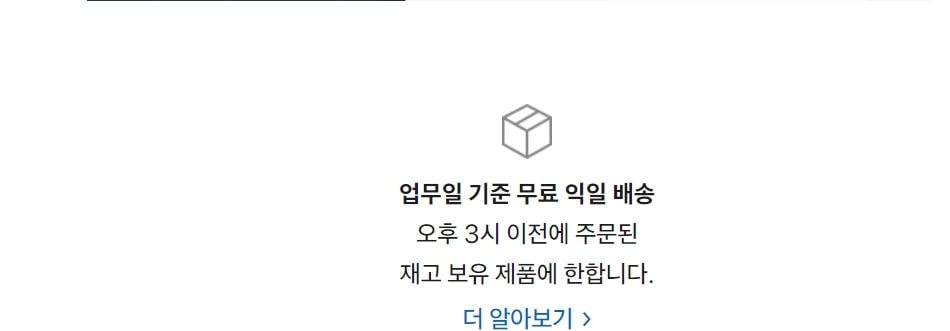 업무일 기준 무료 익일 배송
오후 3시 이전에 주문된
재고 보유 제품에 한합니다.
더 알아보기 >